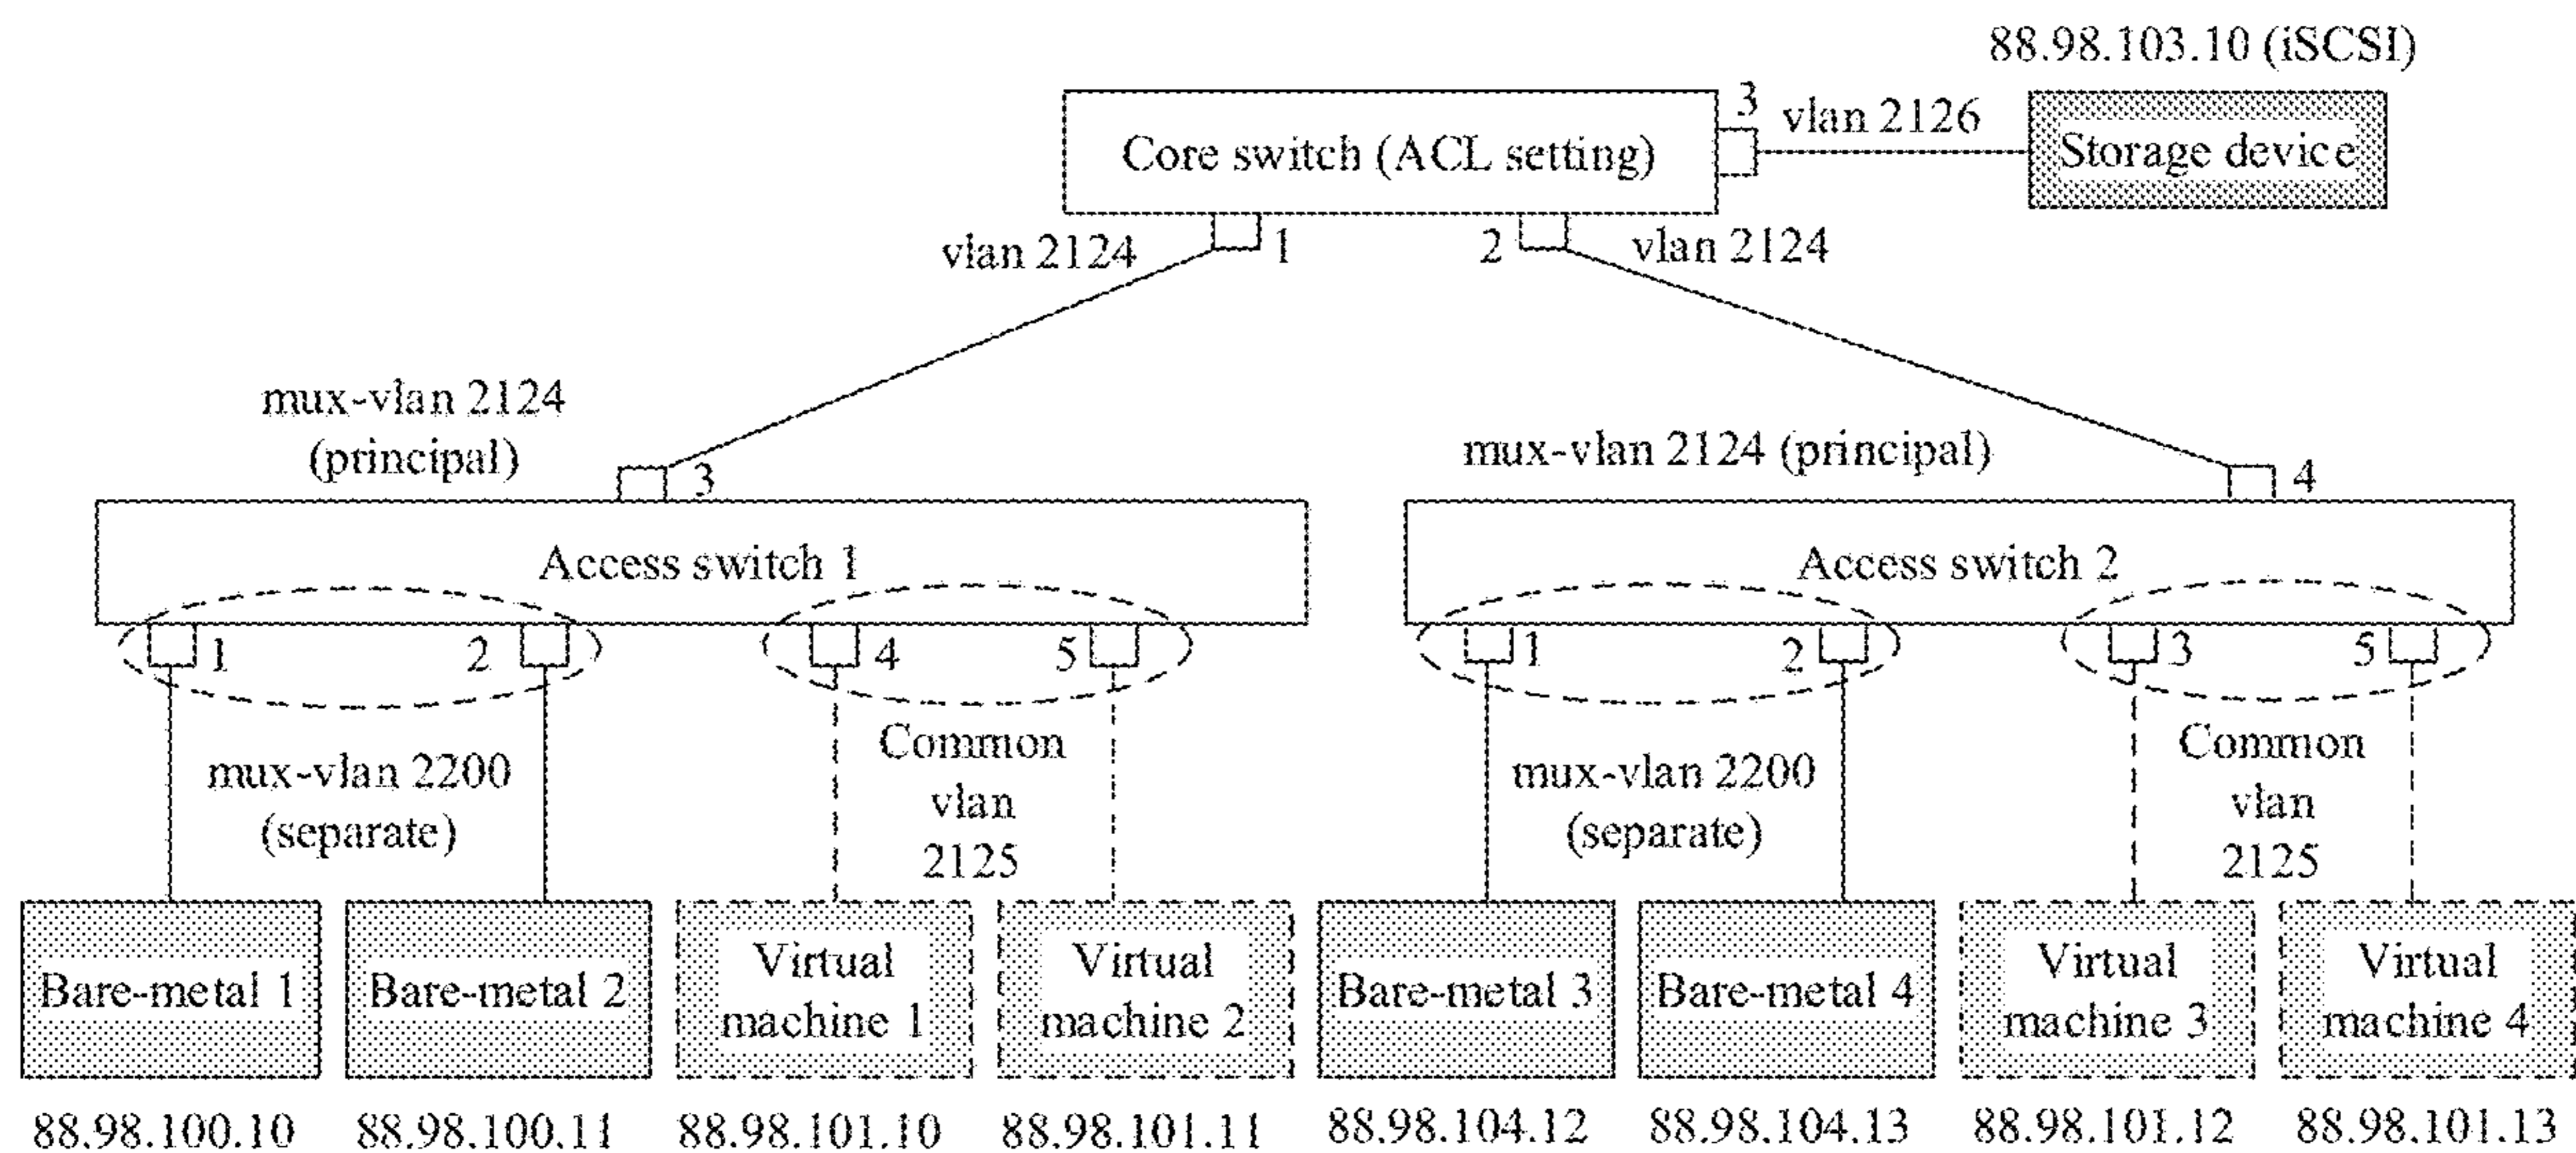 88.98.103.10 (iSCSI)
3
vlan 2126
Core switch (ACL setting)
Storage device
vlan 2124
1
2
vlan 2124
mux-vlan 2124
(principal)
3
mux-vlan 2124 (principal)
4
Access switch 1
Access switch 2
1
2
4
5
1
2
3
5
mux-vlan 2200
(separate)
Common
vlan
2125
mux-vlan 2200
(separate)
Common
vlan
2125
Bare-metal 1
Bare-metal 2
Virtual
machine 1
Virtual
machine 2
Bare-metal 3
Bare-metal 4
Virtual
machine 3
Virtual
machine 4
88.98.100.10
88.98.100.11
88.98.101.10
88.98.101.11
88.98.104.12
88.98.104.13
88.98.101.12
88.98.101.13